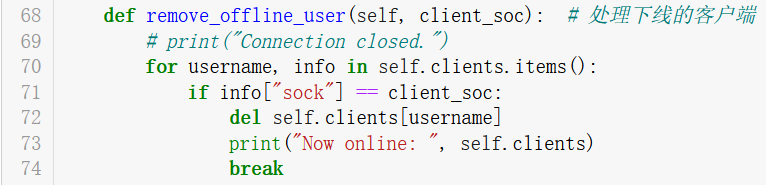 68 def remove_offline_user(self, client_soc): # 处理下线的客户端
69 # print("Connection closed.")
70 for username, info in self.clients.items():
71 if info["sock"] == client_soc:
72 del self.clients[username]
73 print("Now online: ", self.clients)
74 break